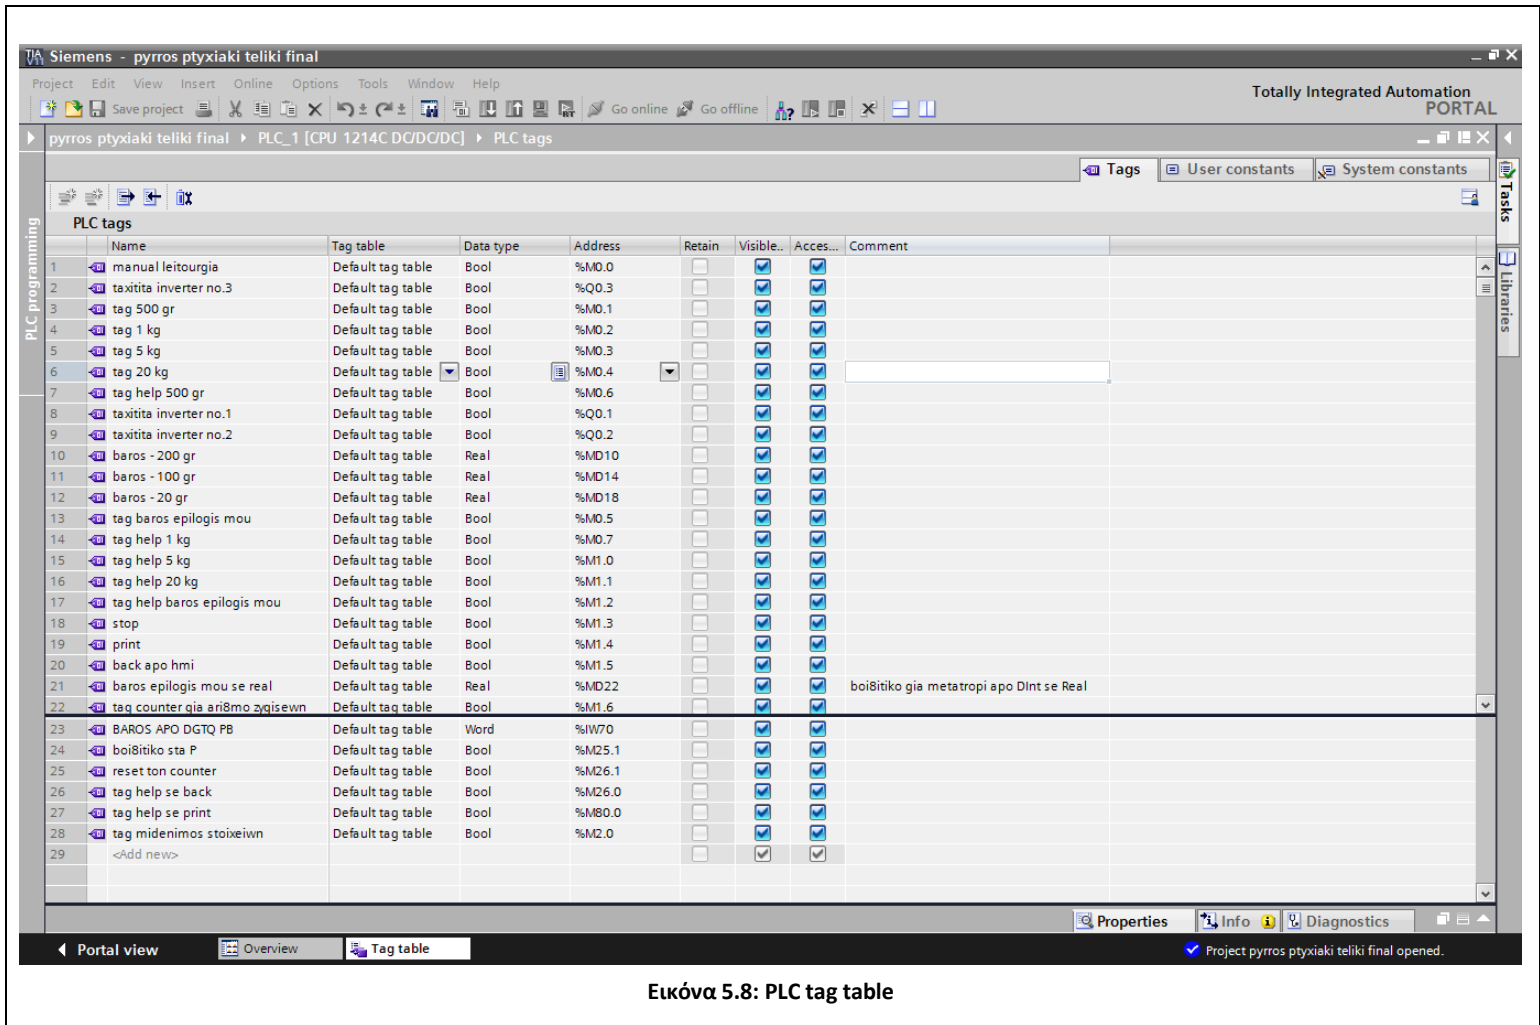 Siemens - pyrros ptyxiaki teliki final
Project Edit View Insert Online Options Tools Window Help
Totally Integrated Automation
PORTAL
Save project Go online Go offline
pyrros ptyxiaki teliki final PLC_1 [CPU 1214C DC/DC/DC] PLC tags
Tags User constants System constants
PLC tags
Name Tag table Data type Address Retain Visible.. Acces... Comment
1 manual leitourgia Default tag table Bool %M0.0
2 taxitita inverter no.3 Default tag table Bool %Q0.3
3 tag 500 gr Default tag table Bool %M0.1
4 tag 1 kg Default tag table Bool %M0.2
5 tag 5 kg Default tag table Bool %M0.3
6 tag 20 kg Default tag table Bool %M0.4
7 tag help 500 gr Default tag table Bool %M0.6
8 taxitita inverter no.1 Default tag table Bool %Q0.1
9 taxitita inverter no.2 Default tag table Bool %Q0.2
10 baros - 200 gr Default tag table Real %MD10
11 baros - 100 gr Default tag table Real %MD14
12 baros - 20 gr Default tag table Real %MD18
13 tag baros epilogis mou Default tag table Bool %M0.5
14 tag help 1 kg Default tag table Bool %M0.7
15 tag help 5 kg Default tag table Bool %M1.0
16 tag help 20 kg Default tag table Bool %M1.1
17 tag help baros epilogis mou Default tag table Bool %M1.2
18 stop Default tag table Bool %M1.3
19 print Default tag table Bool %M1.4
20 back apo hmi Default tag table Bool %M1.5
21 baros epilogis mou se real Default tag table Real %MD22 boi8itiko gia metatropi apo DInt se Real
22 tag counter gia ari8mo zygisewn Default tag table Bool %M1.6
23 BAROS APO DGTQ PB Default tag table Word %IW70
24 boi8itiko sta P Default tag table Bool %M25.1
25 reset ton counter Default tag table Bool %M26.1
26 tag help se back Default tag table Bool %M26.0
27 tag help se print Default tag table Bool %M80.0
28 tag midenimos stoixeiwn Default tag table Bool %M2.0
29 <Add new>
PLC programming
Tasks
Libraries
Properties Info Diagnostics
Portal view Overview Tag table Project pyrros ptyxiaki teliki final opened.
Εικόνα 5.8: PLC tag table